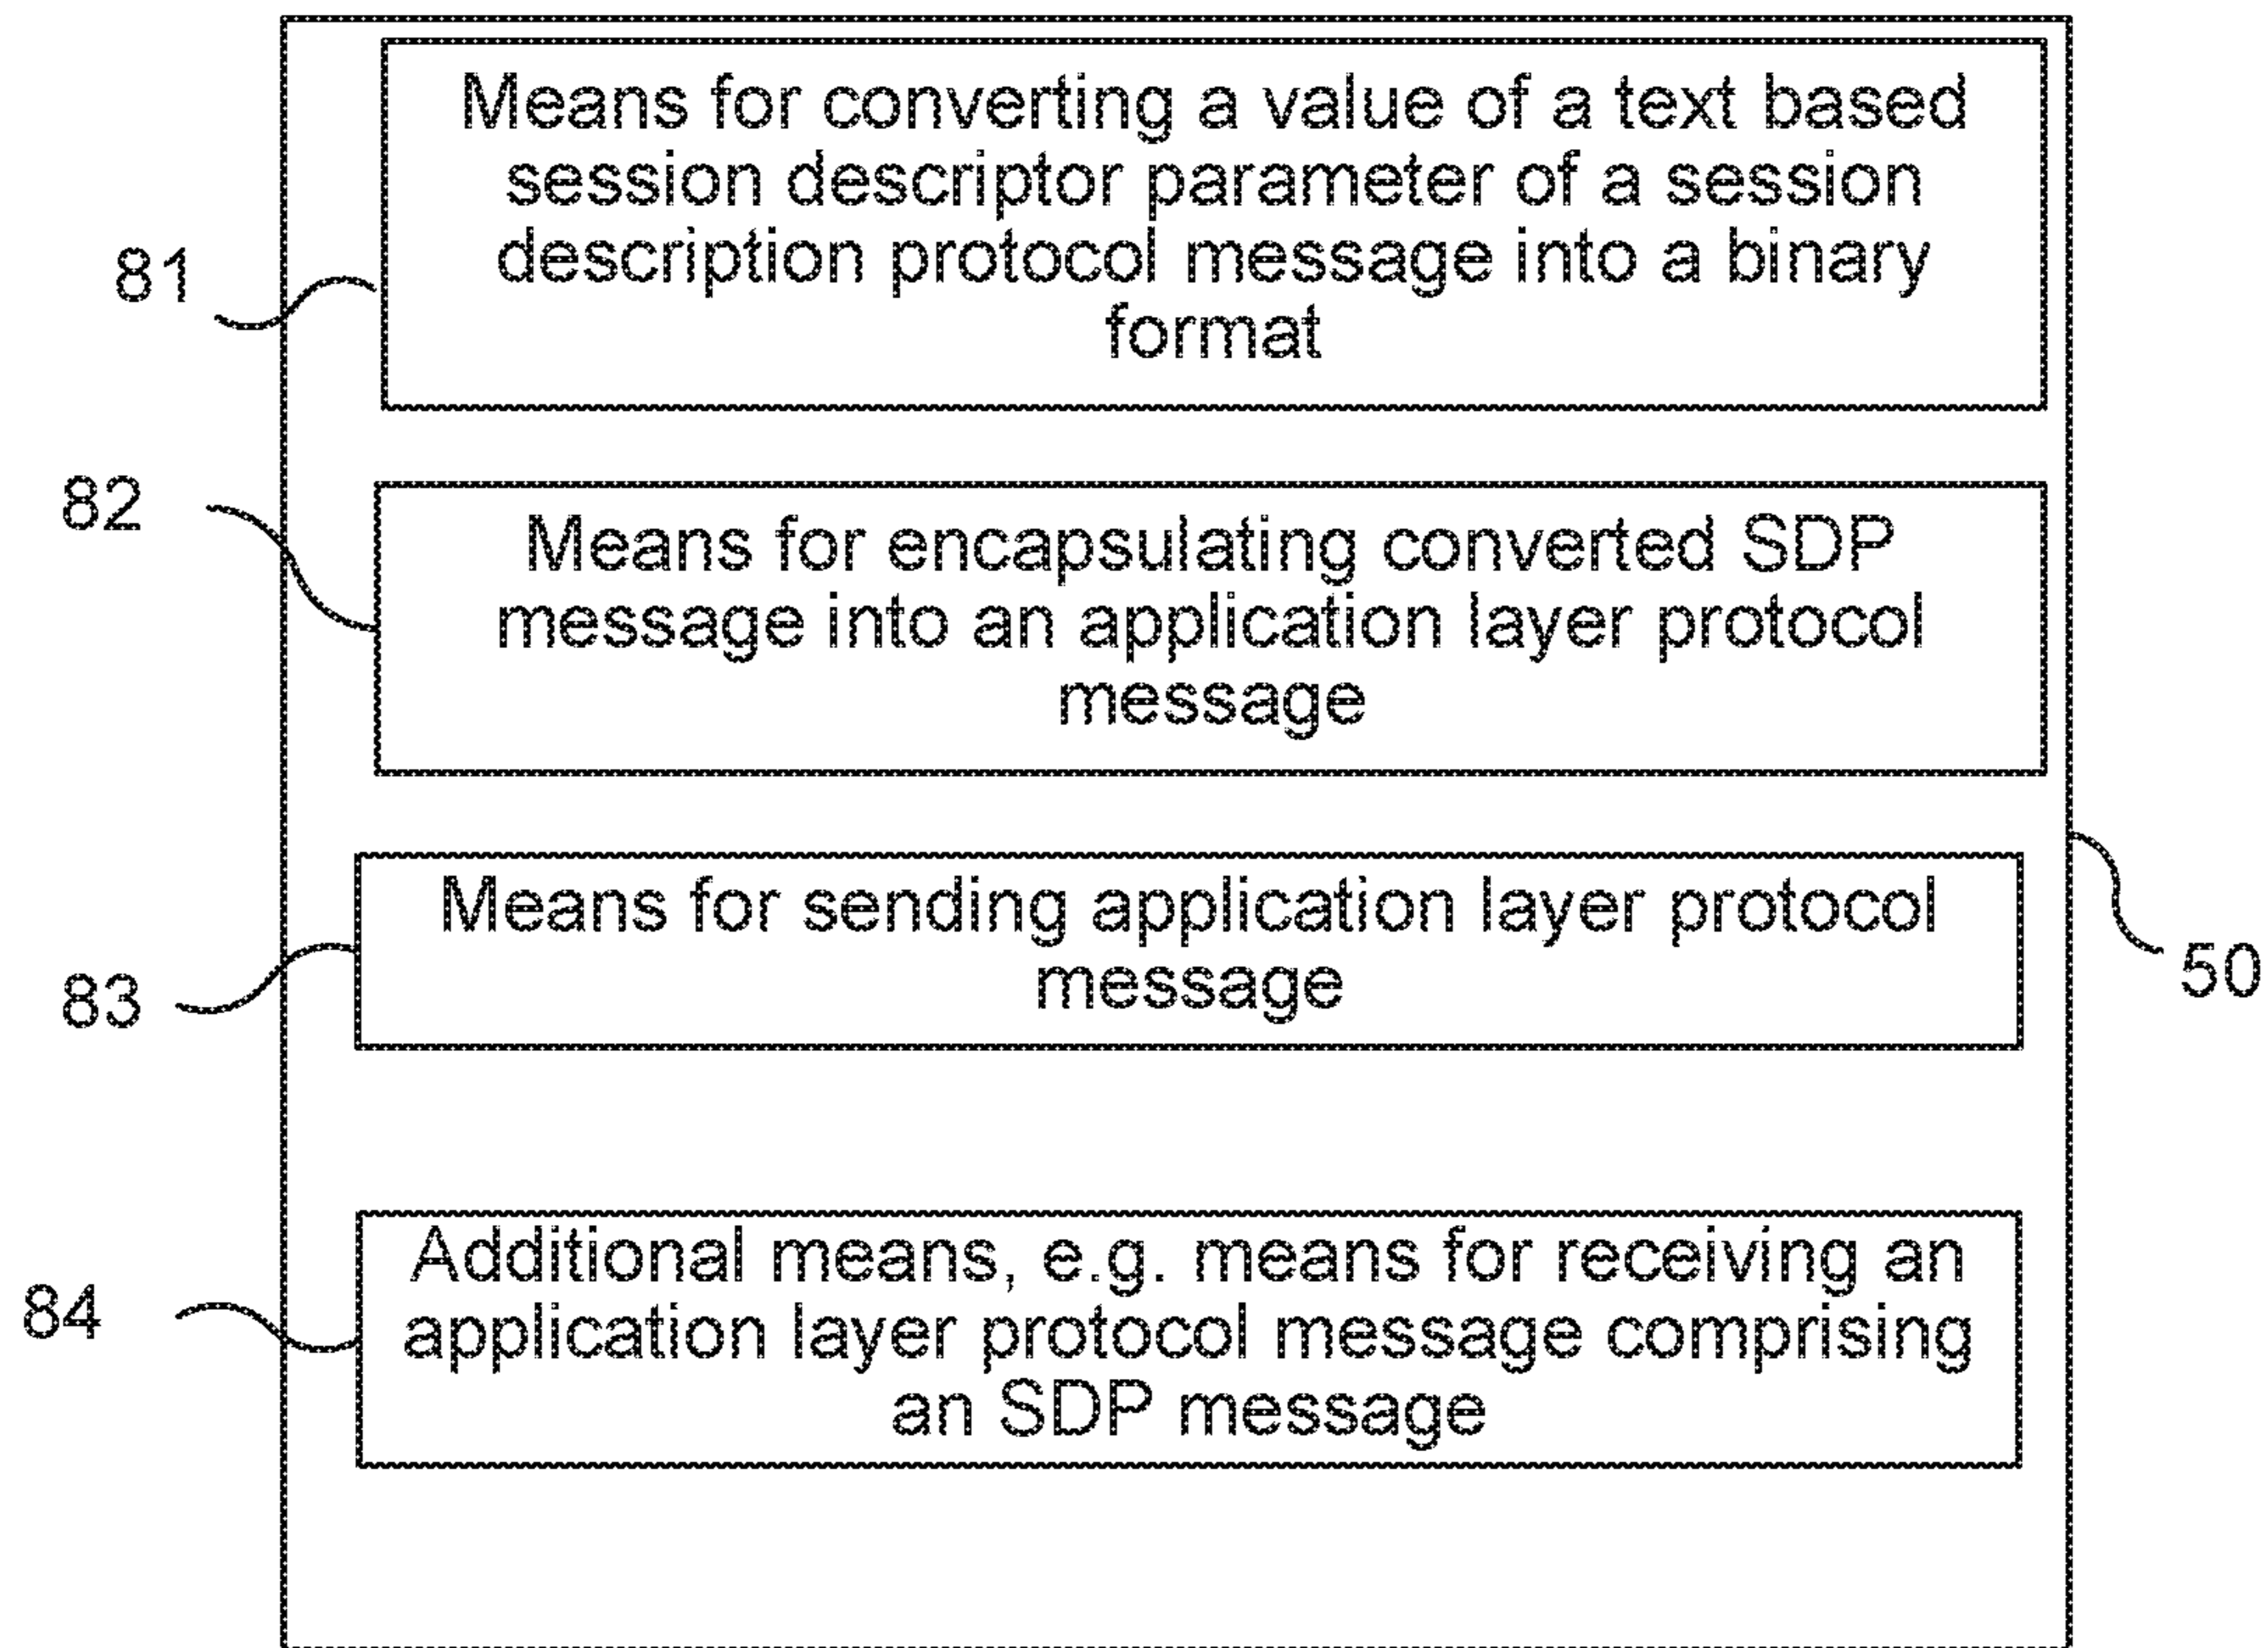 Means for converting a value of a text based
session descriptor parameter of a session
description protocol message into a binary
format
81
82
Means for encapsulating converted SDP
message into an application layer protocol
message
Means for sending application layer protocol
message
83
50
Additional means, e.g. means for receiving an
application layer protocol message comprising
an SDP message
84